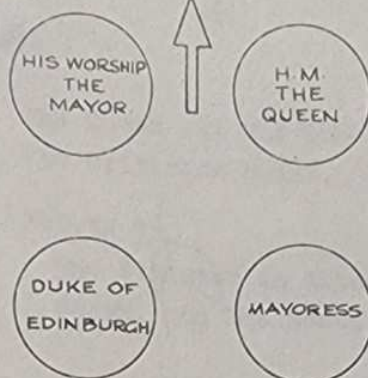 HIS WORSHIP
THE
MAYOR
H.M.
THE
QUEEN
DUKE OF
EDINBURGH
MAYORESS